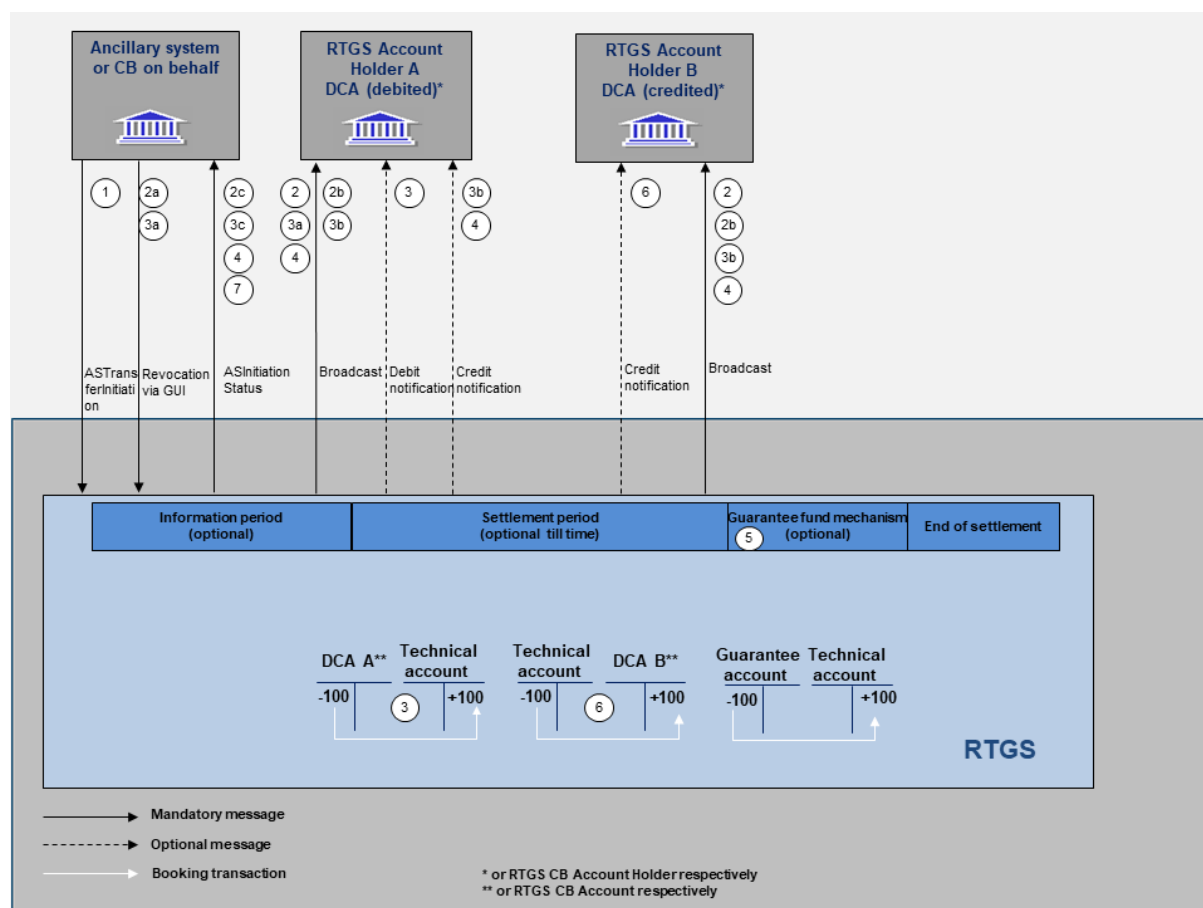 Ancillary system
or CB on behalf
RTGS Account
Holder A
DCA (debited)*
RTGS Account
Holder B
DCA (credited)*
1
2a
3a
2c
3c
4
7
2
3a
4
2b
3b
3
3b
4
6
2
2b
3b
4
ASTran
sferInitiati
on
Revocation
via GUI
ASInitiation
Status
Broadcast
Debit
notification
Credit
notification
Credit
notification
Broadcast
Information period
(optional)
Settlement period
(optional till time)
Guarantee fund mechanism
(optional)
5
End of settlement
DCA A**
Technical
account
-100
+100
3
Technical
account
DCA B**
-100
+100
6
Guarantee
account
Technical
account
-100
+100
RTGS
Mandatory message
Optional message
Booking transaction
* or RTGS CB Account Holder respectively
** or RTGS CB Account respectively